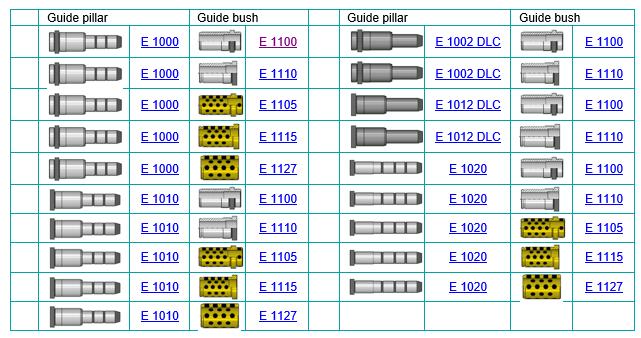 Guide pillar Guide bush Guide pillar Guide bush
E 1000 E 1100 E 1002 DLC E 1100
E 1000 E 1110 E 1002 DLC E 1110
E 1000 E 1105 E 1012 DLC E 1100
E 1000 E 1115 E 1012 DLC E 1110
E 1000 E 1127 E 1020 E 1100
E 1010 E 1100 E 1020 E 1110
E 1010 E 1110 E 1020 E 1105
E 1010 E 1105 E 1020 E 1115
E 1010 E 1115 E 1020 E 1127
E 1010 E 1127